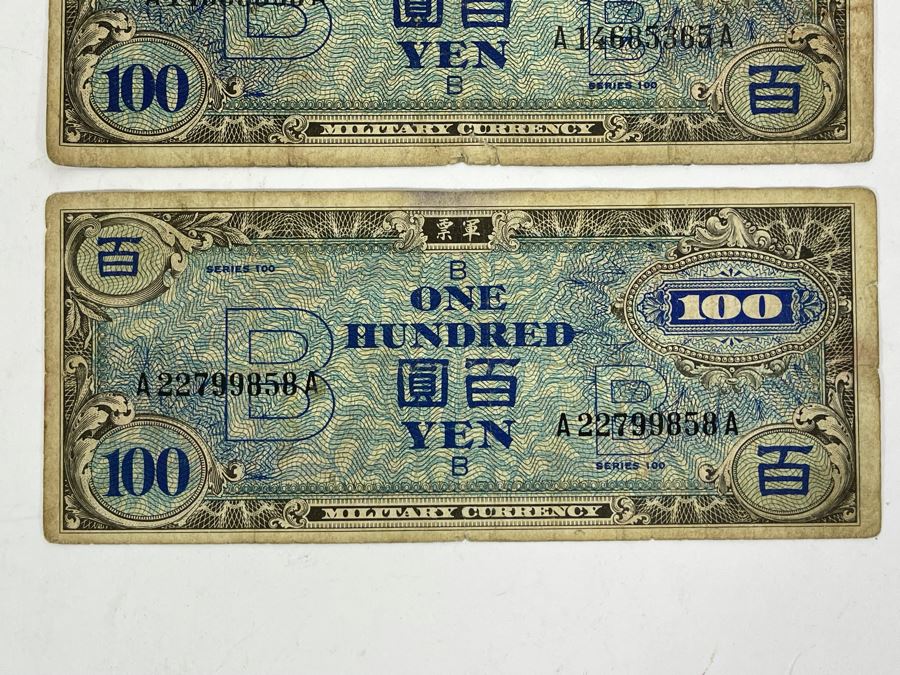 圓百
YEN
A14685365A
B
SERIES 100
100
百
MILITARY CURRENCY
票軍
百
SERIES 100
B
ONE
HUNDRED
100
B
A22799858A
圓百
B
YEN
A22799858A
B
SERIES 100
100
百
MILITARY CURRENCY